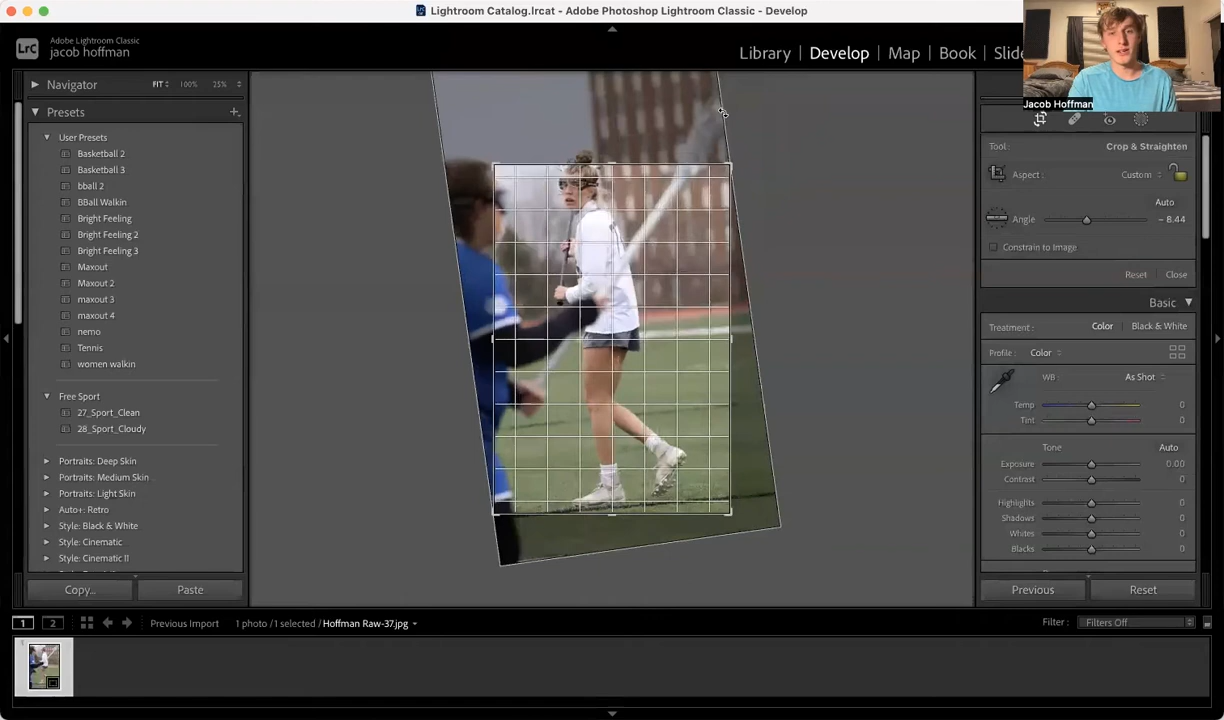 Lightroom Catalog.lrcat - Adobe Photoshop Lightroom Classic - Develop
LrC
Adobe Lightroom Classic
jacob hoffman
Library | Develop | Map | Book | Slide
Jacob Hoffman
Navigator FIT 100% 25%
Presets +
User Presets
Basketball 2
Basketball 3
bball 2
BBall Walkin
Bright Feeling
Bright Feeling 2
Bright Feeling 3
Maxout
Maxout 2
maxout 3
maxout 4
nemo
Tennis
women walkin
Free Sport
27_Sport_Clean
28_Sport_Cloudy
Portraits: Deep Skin
Portraits: Medium Skin
Portraits: Light Skin
Auto+: Retro
Style: Black & White
Style: Cinematic
Style: Cinematic II
Copy... Paste
Tool: Crop & Straighten
Aspect: Custom
Auto
Angle - 8.44
Constrain to Image
Reset Close
Basic
Treatment: Color Black & White
Profile: Color
WB: As Shot
Temp 0
Tint 0
Tone Auto
Exposure 0.00
Contrast 0
Highlights 0
Shadows 0
Whites 0
Blacks 0
Previous Reset
1 2 Previous Import 1 photo / 1 selected / Hoffman Raw-37.jpg Filter: Filters Off